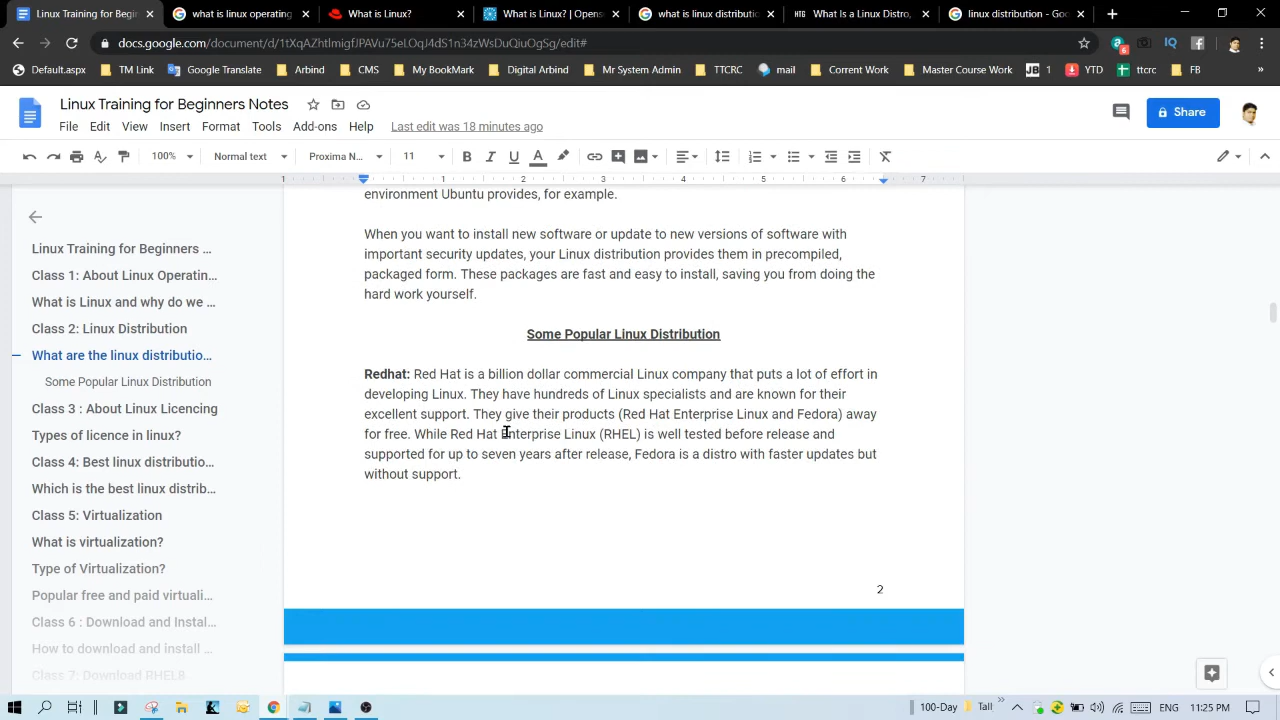 Linux Training for Beginners
what is linux operating
What is Linux?
What is Linux? | Opens
what is linux distributio
What Is a Linux Distro,
linux distribution - Goo
docs.google.com/document/d/1tXqAZhtlmigfJPAVu75eLOqJ4dS1n34zWsDuQiuOgSg/edit#
Default.aspx TM Link Google Translate Arbind CMS My BookMark Digital Arbind Mr System Admin TTCRC mail Current Work Master Course Work 1 YTD ttcrc FB
Linux Training for Beginners Notes
Share
File Edit View Insert Format Tools Add-ons Help Last edit was 18 minutes ago
100% Normal text Proxima N... 11
1 1 2 3 4 5 6 7
Linux Training for Beginners ...
Class 1: About Linux Operatin...
What is Linux and why do we ...
Class 2: Linux Distribution
What are the linux distributio...
Some Popular Linux Distribution
Class 3 : About Linux Licencing
Types of licence in linux?
Class 4: Best linux distributio...
Which is the best linux distrib...
Class 5: Virtualization
What is virtualization?
Type of Virtualization?
Popular free and paid virtuali...
Class 6 : Download and Instal...
How to download and install ...
Class 7: Download RHEL8
environment Ubuntu provides, for example.
When you want to install new software or update to new versions of software with
important security updates, your Linux distribution provides them in precompiled,
packaged form. These packages are fast and easy to install, saving you from doing the
hard work yourself.
Some Popular Linux Distribution
Redhat: Red Hat is a billion dollar commercial Linux company that puts a lot of effort in
developing Linux. They have hundreds of Linux specialists and are known for their
excellent support. They give their products (Red Hat Enterprise Linux and Fedora) away
for free. While Red Hat Enterprise Linux (RHEL) is well tested before release and
supported for up to seven years after release, Fedora is a distro with faster updates but
without support.
2
100-Day Tall ENG 11:25 PM